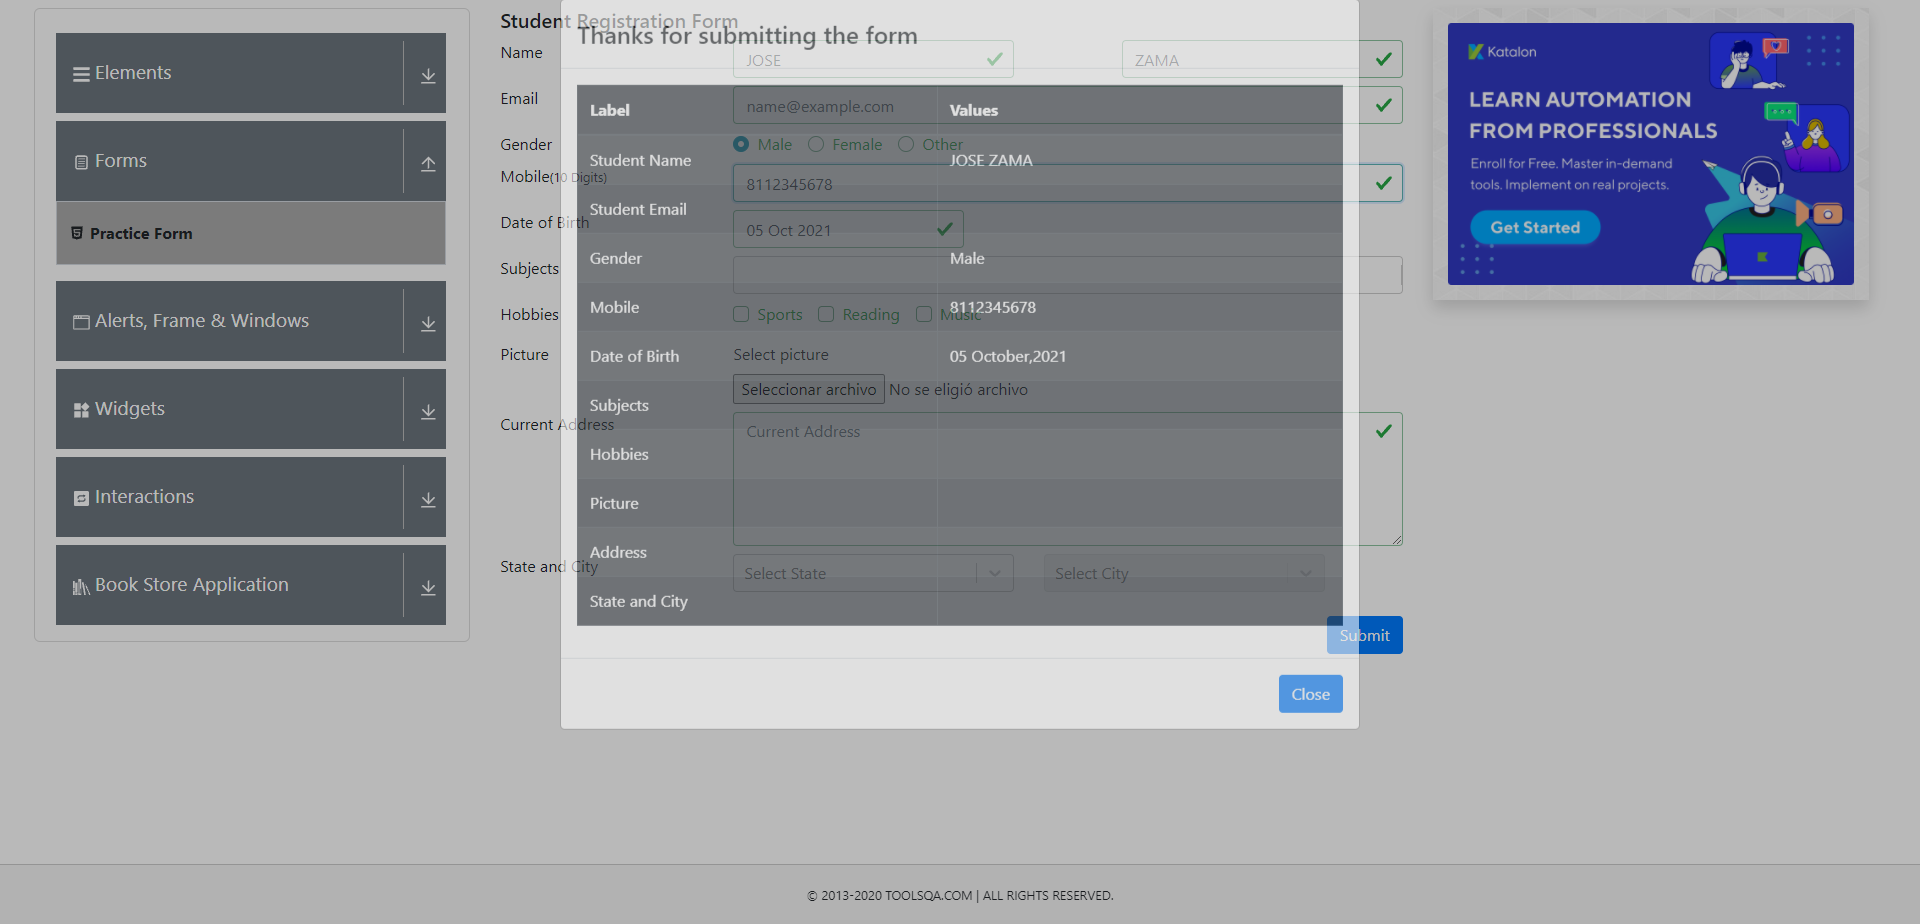 Elements
Forms
Practice Form
Alerts, Frame & Windows
Widgets
Interactions
Book Store Application
Student Registration Form
Name
JOSE
ZAMA
Email
name@example.com
Gender
Male
Female
Other
Mobile(10 Digits)
8112345678
Date of Birth
05 Oct 2021
Subjects
Hobbies
Sports
Reading
Music
Picture
Select picture
Seleccionar archivo No se eligió archivo
Current Address
Current Address
State and City
Select State
Select City
Submit
Thanks for submitting the form
Label Values
Student Name JOSE ZAMA
Student Email
Gender Male
Mobile 8112345678
Date of Birth 05 October,2021
Subjects
Hobbies
Picture
Address
State and City
Close
Katalon
LEARN AUTOMATION
FROM PROFESSIONALS
Enroll for Free. Master in-demand
tools. Implement on real projects.
Get Started
© 2013-2020 TOOLSQA.COM | ALL RIGHTS RESERVED.